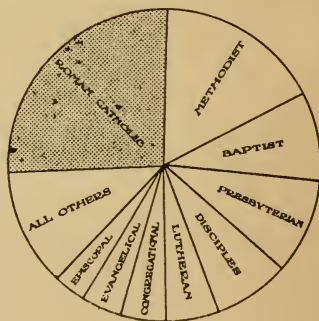 ROMAN CATHOLIC
METHODIST
BAPTIST
PRESBYTERIAN
DISCIPLES
LUTHERAN
CONGREGATIONAL
EVANGELICAL
EPISCOPAL
ALL OTHERS